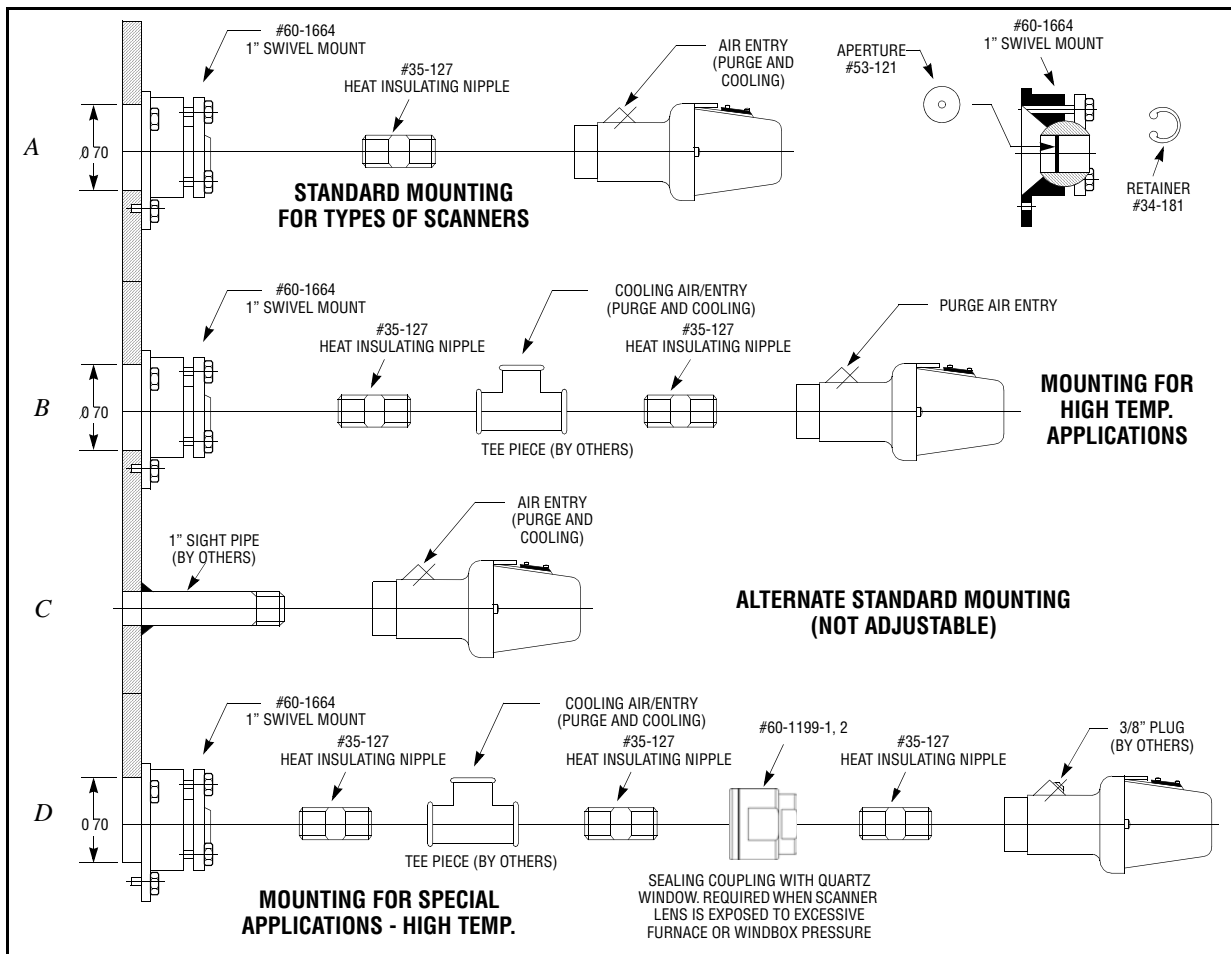 #60-1664
1” SWIVEL MOUNT
#35-127
HEAT INSULATING NIPPLE
AIR ENTRY
(PURGE AND
COOLING)
APERTURE
#53-121
#60-1664
1” SWIVEL MOUNT
RETAINER
#34-181
A
Ø 70
STANDARD MOUNTING
FOR TYPES OF SCANNERS
#60-1664
1” SWIVEL MOUNT
#35-127
HEAT INSULATING NIPPLE
COOLING AIR/ENTRY
(PURGE AND COOLING)
#35-127
HEAT INSULATING NIPPLE
PURGE AIR ENTRY
B
Ø 70
TEE PIECE (BY OTHERS)
MOUNTING FOR
HIGH TEMP.
APPLICATIONS
1” SIGHT PIPE
(BY OTHERS)
AIR ENTRY
(PURGE AND
COOLING)
C
ALTERNATE STANDARD MOUNTING
(NOT ADJUSTABLE)
#60-1664
1” SWIVEL MOUNT
#35-127
HEAT INSULATING NIPPLE
COOLING AIR/ENTRY
(PURGE AND COOLING)
#35-127
HEAT INSULATING NIPPLE
#60-1199-1, 2
#35-127
HEAT INSULATING NIPPLE
3/8” PLUG
(BY OTHERS)
D
Ø 70
TEE PIECE (BY OTHERS)
MOUNTING FOR SPECIAL
APPLICATIONS - HIGH TEMP.
SEALING COUPLING WITH QUARTZ
WINDOW. REQUIRED WHEN SCANNER
LENS IS EXPOSED TO EXCESSIVE
FURNACE OR WINDBOX PRESSURE